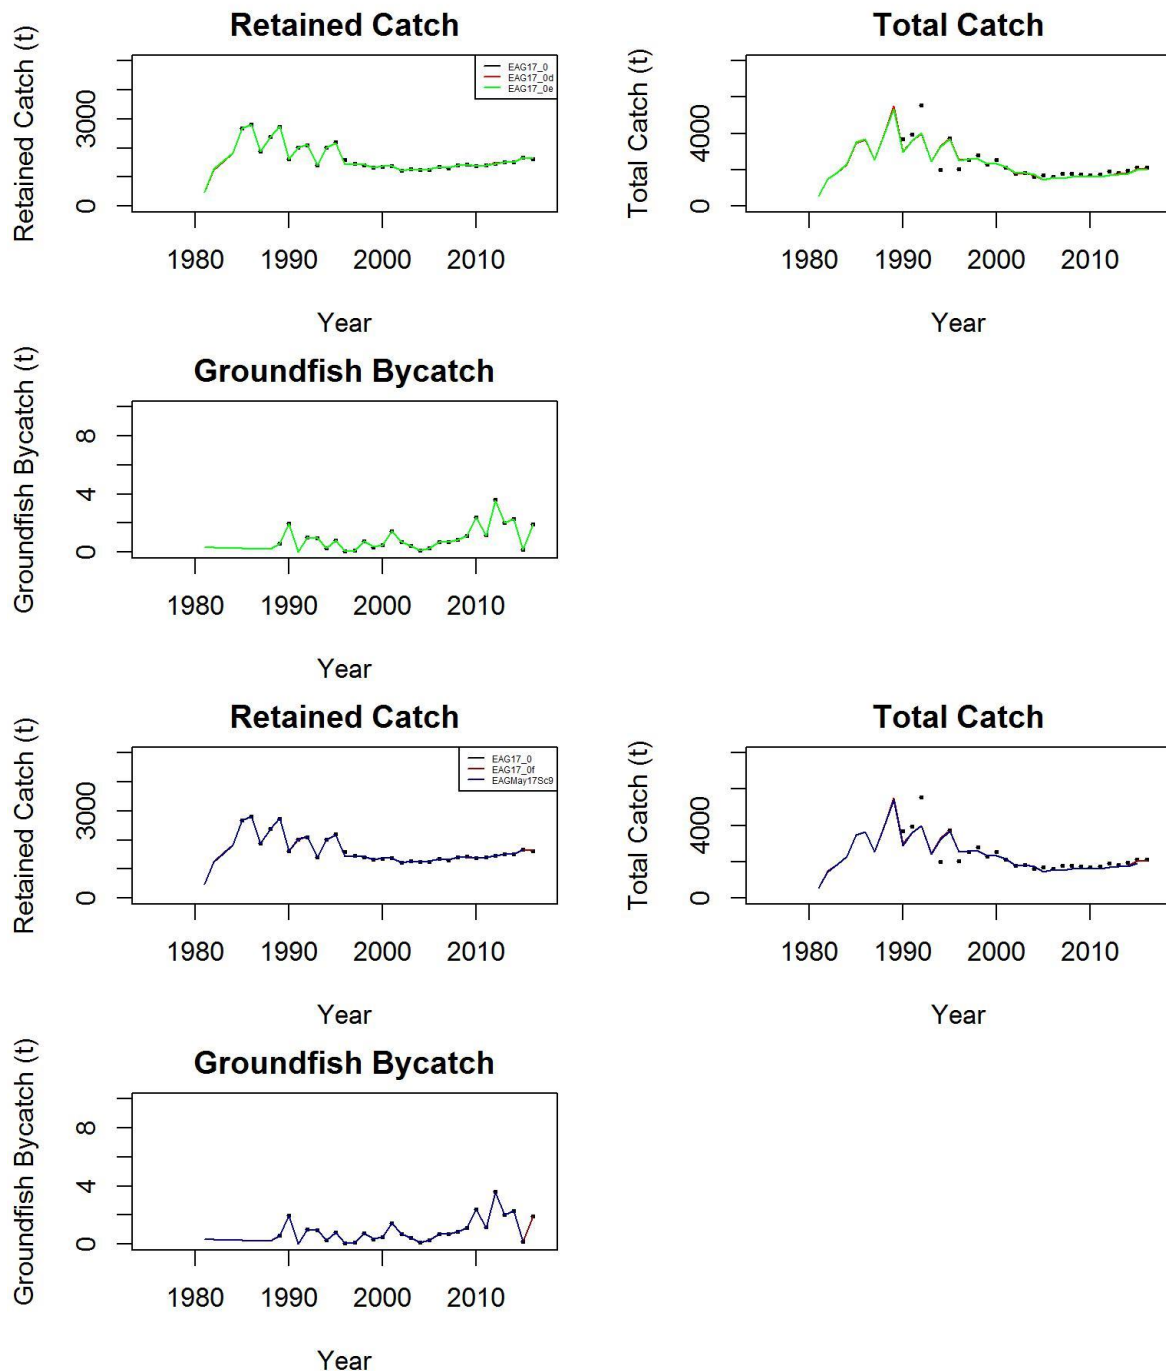 Retained Catch
Total Catch
Retained Catch (t)
3000
0
EAG17_0
EAG17_0d
EAG17_0e
1980 1990 2000 2010
Year
Total Catch (t)
4000
0
1980 1990 2000 2010
Year
Groundfish Bycatch
Groundfish Bycatch (t)
8
4
0
1980 1990 2000 2010
Year
Retained Catch
Total Catch
Retained Catch (t)
3000
0
EAG17_0
EAG17_0f
EAGMay17Sc9
1980 1990 2000 2010
Year
Total Catch (t)
4000
0
1980 1990 2000 2010
Year
Groundfish Bycatch
Groundfish Bycatch (t)
8
4
0
1980 1990 2000 2010
Year